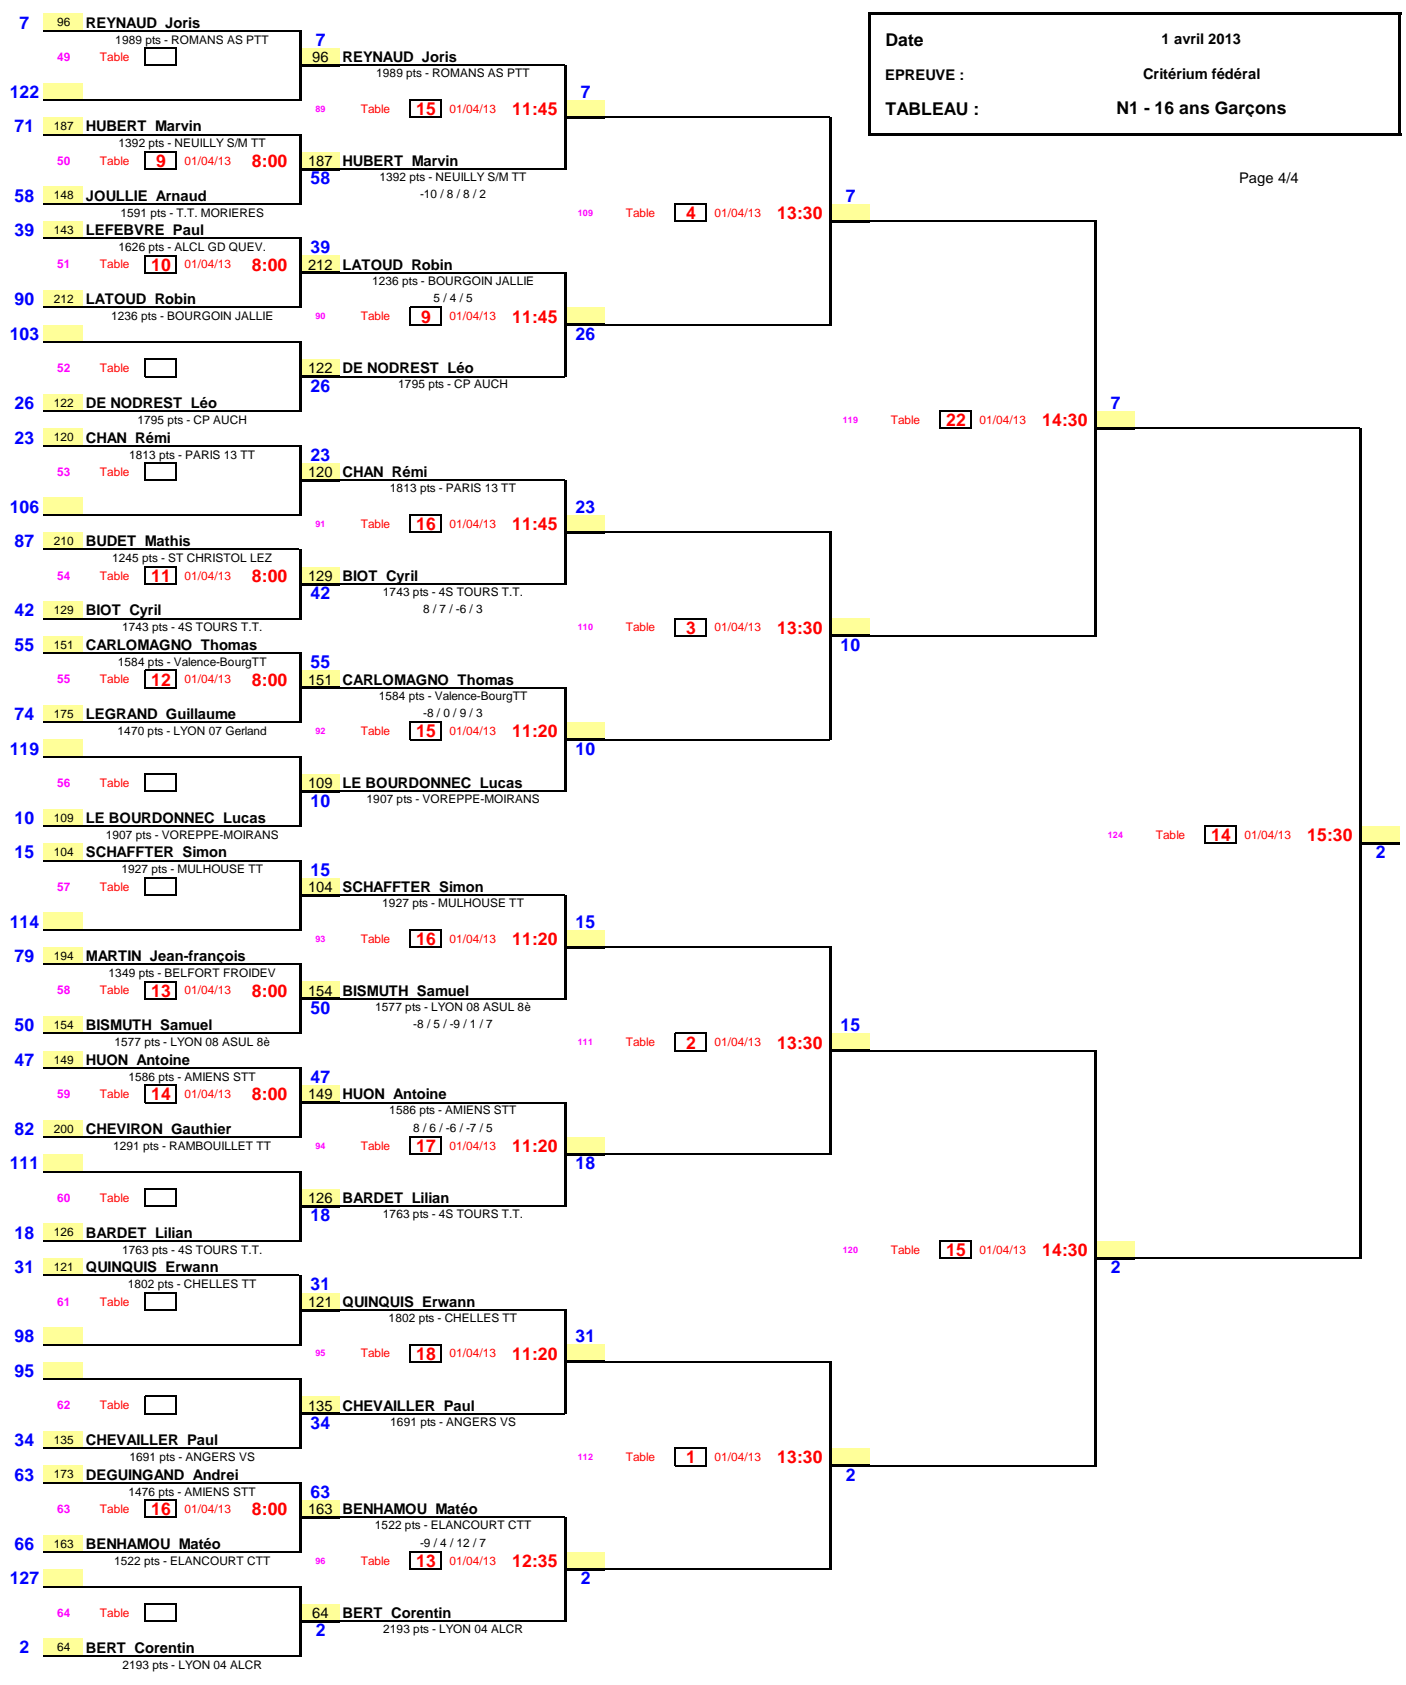 Date 1 avril 2013
EPREUVE : Critérium fédéral
TABLEAU : N1 - 16 ans Garçons
Page 4/4
7 96 REYNAUD Joris
1989 pts - ROMANS AS PTT
49 Table
122
71 187 HUBERT Marvin
1392 pts - NEUILLY S/M TT
50 Table 9 01/04/13 8:00
58 148 JOULLIE Arnaud
1591 pts - T.T. MORIERES
39 143 LEFEBVRE Paul
1626 pts - ALCL GD QUEV.
51 Table 10 01/04/13 8:00
90 212 LATOUD Robin
1236 pts - BOURGOIN JALLIE
103
52 Table
26 122 DE NODREST Léo
1795 pts - CP AUCH
23 120 CHAN Rémi
1813 pts - PARIS 13 TT
53 Table
106
87 210 BUDET Mathis
1245 pts - ST CHRISTOL LEZ
54 Table 11 01/04/13 8:00
42 129 BIOT Cyril
1743 pts - 4S TOURS T.T.
55 151 CARLOMAGNO Thomas
1584 pts - Valence-BourgTT
55 Table 12 01/04/13 8:00
74 175 LEGRAND Guillaume
1470 pts - LYON 07 Gerland
119
56 Table
10 109 LE BOURDONNEC Lucas
1907 pts - VOREPPE-MOIRANS
15 104 SCHAFFTER Simon
1927 pts - MULHOUSE TT
57 Table
114
79 194 MARTIN Jean-françois
1349 pts - BELFORT FROIDEV
58 Table 13 01/04/13 8:00
50 154 BISMUTH Samuel
1577 pts - LYON 08 ASUL 8è
47 149 HUON Antoine
1586 pts - AMIENS STT
59 Table 14 01/04/13 8:00
82 200 CHEVIRON Gauthier
1291 pts - RAMBOUILLET TT
111
60 Table
18 126 BARDET Lilian
1763 pts - 4S TOURS T.T.
31 121 QUINQUIS Erwann
1802 pts - CHELLES TT
61 Table
98
95
62 Table
34 135 CHEVAILLER Paul
1691 pts - ANGERS VS
63 173 DEGUINGAND Andrei
1476 pts - AMIENS STT
63 Table 16 01/04/13 8:00
66 163 BENHAMOU Matéo
1522 pts - ELANCOURT CTT
127
64 Table
2 64 BERT Corentin
2193 pts - LYON 04 ALCR
7
96 REYNAUD Joris
1989 pts - ROMANS AS PTT
89 Table 15 01/04/13 11:45
187 HUBERT Marvin
58
1392 pts - NEUILLY S/M TT
-10 / 8 / 8 / 2
39
212 LATOUD Robin
1236 pts - BOURGOIN JALLIE
5 / 4 / 5
90 Table 9 01/04/13 11:45
122 DE NODREST Léo
26
1795 pts - CP AUCH
23
120 CHAN Rémi
1813 pts - PARIS 13 TT
91 Table 16 01/04/13 11:45
129 BIOT Cyril
42
1743 pts - 4S TOURS T.T.
8 / 7 / -6 / 3
55
151 CARLOMAGNO Thomas
1584 pts - Valence-BourgTT
-8 / 0 / 9 / 3
92 Table 15 01/04/13 11:20
109 LE BOURDONNEC Lucas
10
1907 pts - VOREPPE-MOIRANS
15
104 SCHAFFTER Simon
1927 pts - MULHOUSE TT
93 Table 16 01/04/13 11:20
154 BISMUTH Samuel
50
1577 pts - LYON 08 ASUL 8è
-8 / 5 / -9 / 1 / 7
47
149 HUON Antoine
1586 pts - AMIENS STT
8 / 6 / -6 / -7 / 5
94 Table 17 01/04/13 11:20
126 BARDET Lilian
18
1763 pts - 4S TOURS T.T.
31
121 QUINQUIS Erwann
1802 pts - CHELLES TT
95 Table 18 01/04/13 11:20
135 CHEVAILLER Paul
34
1691 pts - ANGERS VS
63
163 BENHAMOU Matéo
1522 pts - ELANCOURT CTT
-9 / 4 / 12 / 7
96 Table 13 01/04/13 12:35
64 BERT Corentin
2
2193 pts - LYON 04 ALCR
7
109 Table 4 01/04/13 13:30
26
23
110 Table 3 01/04/13 13:30
10
15
111 Table 2 01/04/13 13:30
18
31
112 Table 1 01/04/13 13:30
2
7
119 Table 22 01/04/13 14:30
10
15
120 Table 15 01/04/13 14:30
2
7
124 Table 14 01/04/13 15:30
2
2